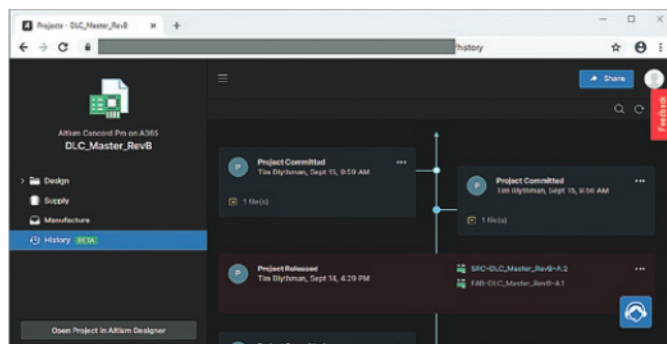 Projects - DLC_Master_RevB
/history
Share
Feedback
Altium Concord Pro on A365
DLC_Master_RevB
Design
Supply
Manufacture
History BETA
Open Project in Altium Designer
P
Project Committed
Tim Blythman, Sept 15, 9:59 AM
1 file(s)
P
Project Committed
Tim Blythman, Sept 15, 9:56 AM
1 file(s)
P
Project Released
Tim Blythman, Sept 14, 4:29 PM
SRC-DLC_Master_RevB-A.2
FAB-DLC_Master_RevB-A.1